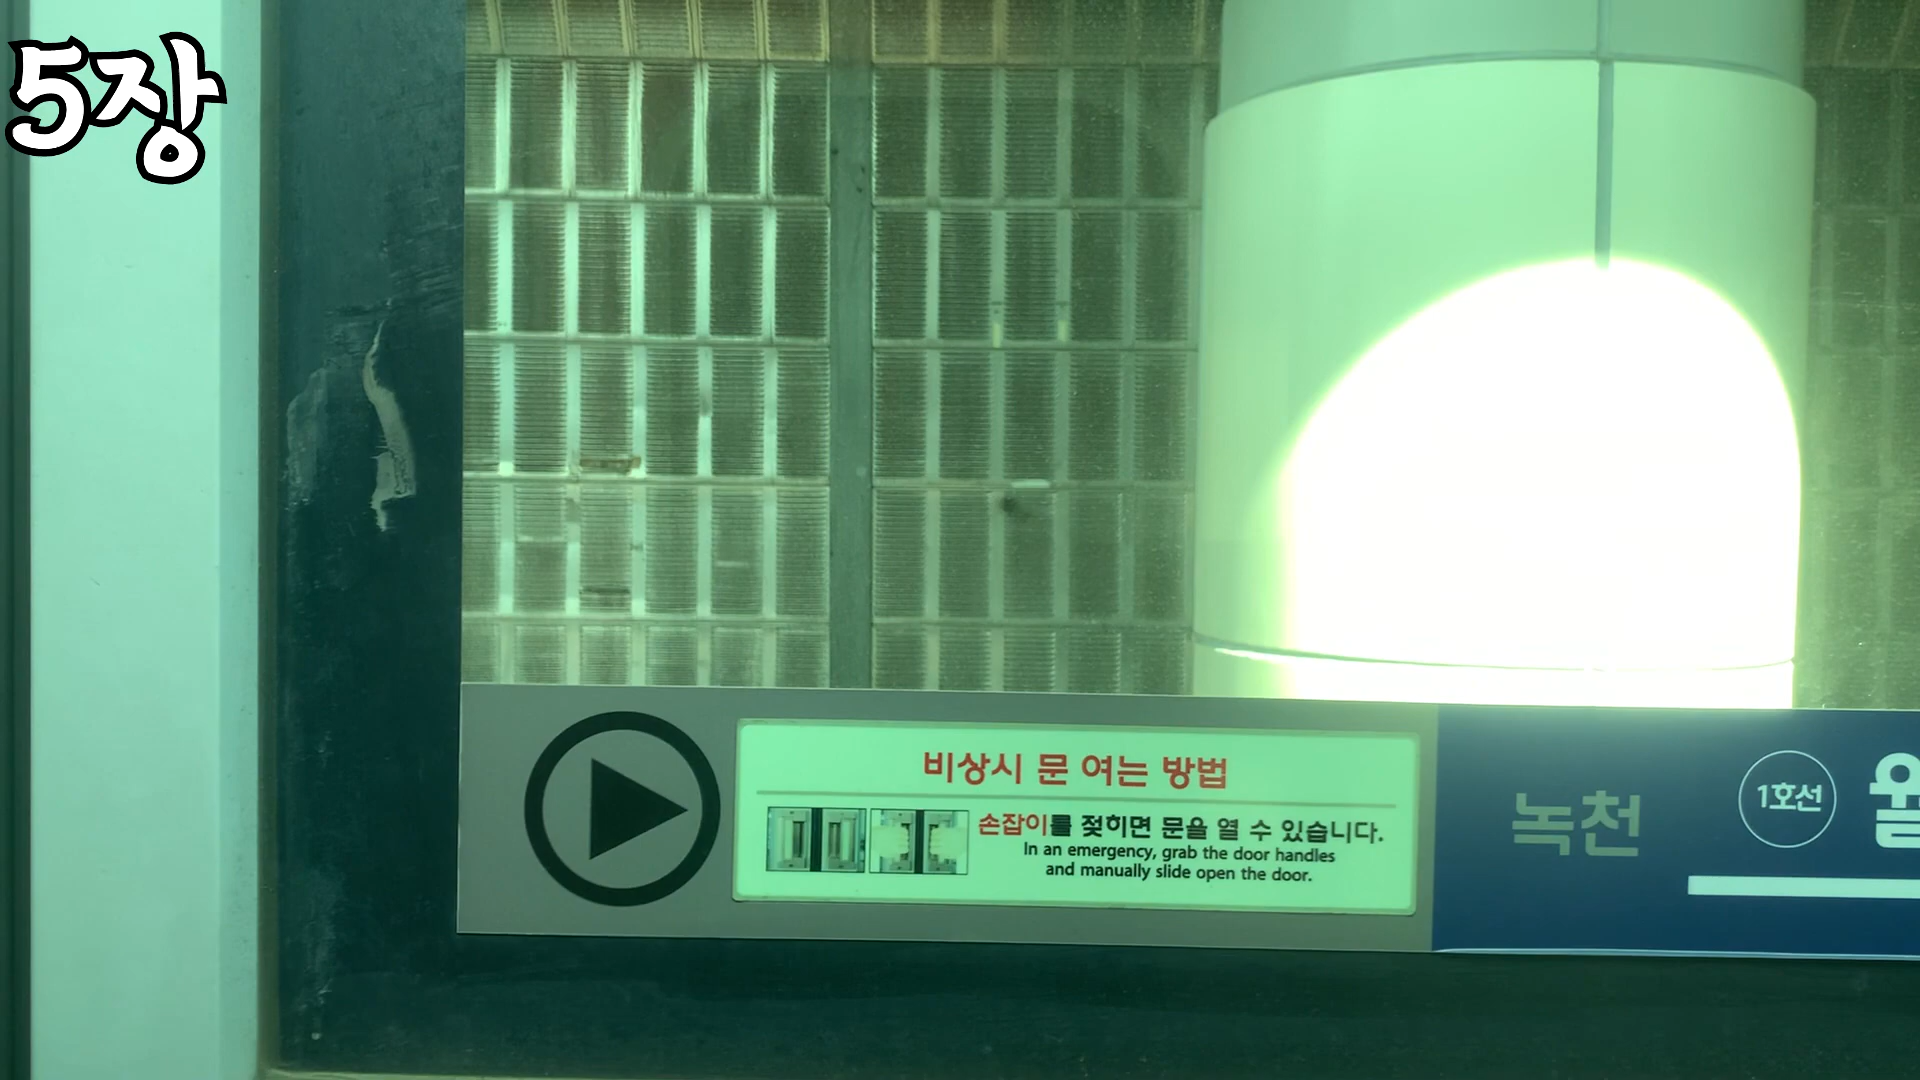 5장
비상시 문 여는 방법
손잡이를 젖히면 문을 열 수 있습니다.
In an emergency, grab the door handles
and manually slide open the door.
녹천
1호선
월